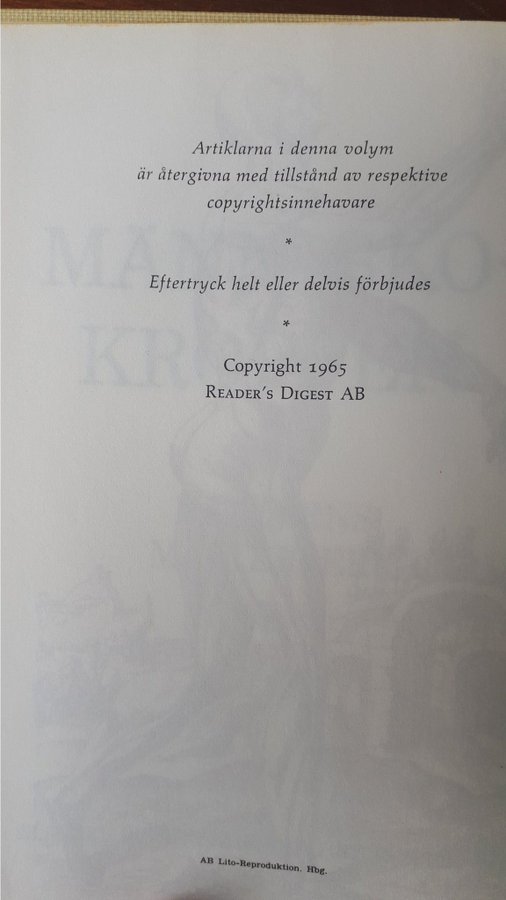 Artiklarna i denna volym
är återgivna med tillstånd av respektive
copyrightsinnehavare
*
Eftertryck helt eller delvis förbjudes
*
Copyright 1965
READER'S DIGEST AB
AB Lito-Reproduktion. Hbg.